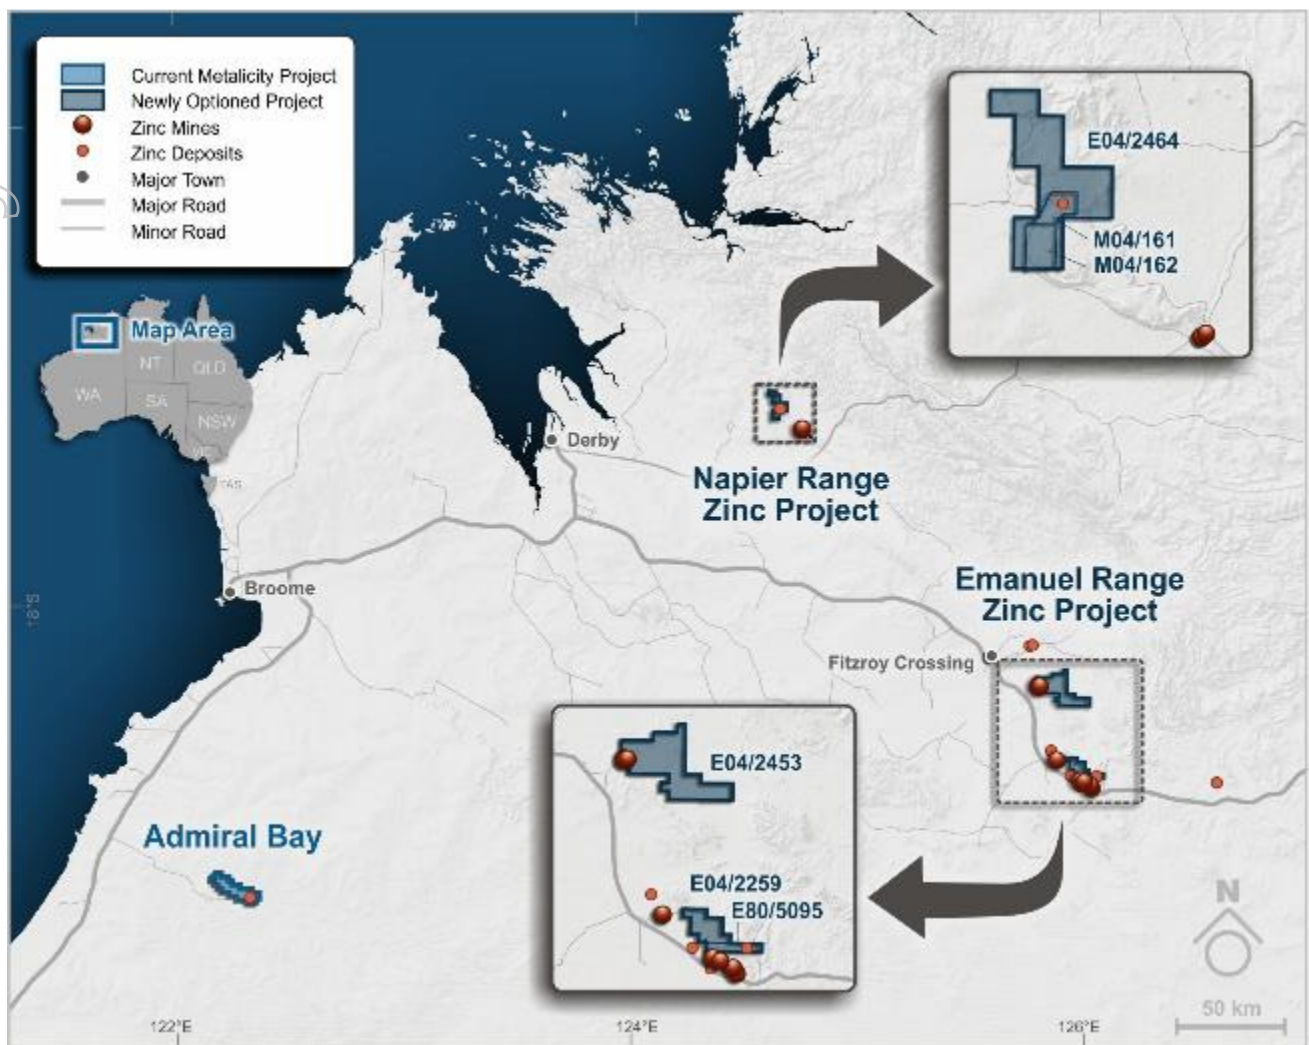 Current Metalicity Project
Newly Optioned Project
Zinc Mines
Zinc Deposits
Major Town
Major Road
Minor Road
Map Area
WA
NT
SA
QLD
NSW
TAS
E04/2464
M04/161
M04/162
Derby
Napier Range
Zinc Project
Broome
18°S
Emanuel Range
Zinc Project
Fitzroy Crossing
E04/2453
E04/2259
E80/5095
Admiral Bay
N
50 km
122°E
124°E
126°E